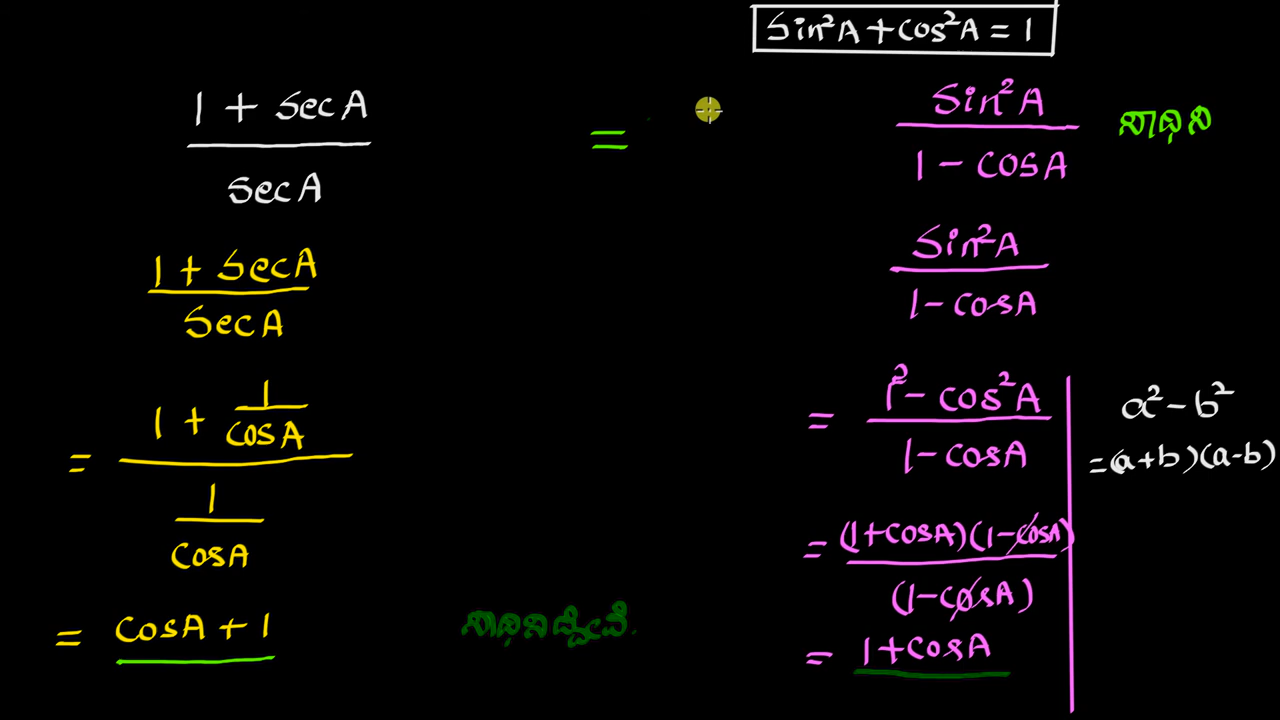 Sin²A + cos²A = 1
1 + SecA / SecA = Sin²A / 1 - cosA ಸಾಧಿಸಿ
1 + SecA / SecA
= 1 + 1/cosA / 1/cosA
= cosA + 1
ಸಾಧಿಸಿದ್ದೇವೆ.
Sin²A / 1 - cosA
= 1² - cos²A / 1 - cosA
= (1+cosA)(1-cosA) / (1-cosA)
= 1+cosA
a² - b²
= (a+b)(a-b)